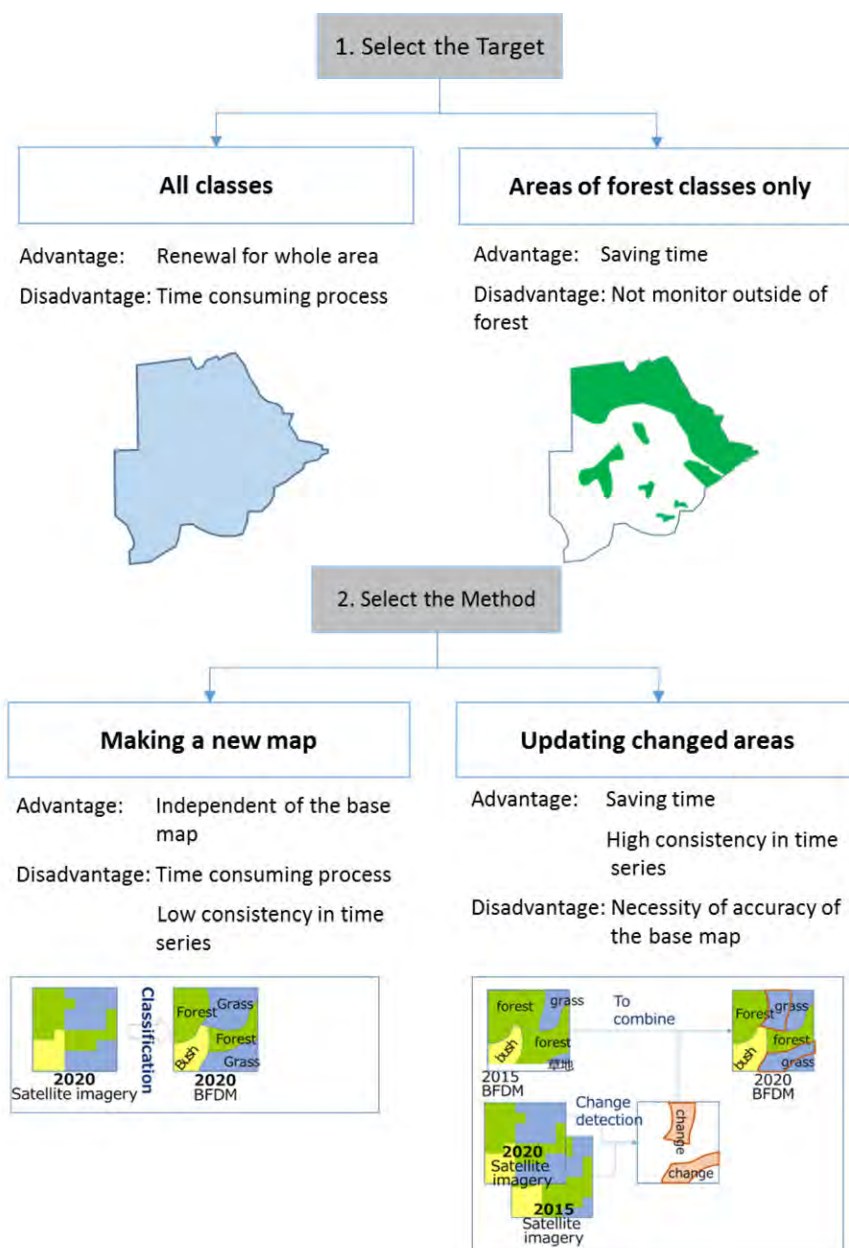 1. Select the Target
All classes
Advantage: Renewal for whole area
Disadvantage: Time consuming process
Areas of forest classes only
Advantage: Saving time
Disadvantage: Not monitor outside of
forest
2. Select the Method
Making a new map
Advantage: Independent of the base
map
Disadvantage: Time consuming process
Low consistency in time
series
Updating changed areas
Advantage: Saving time
High consistency in time
series
Disadvantage: Necessity of accuracy of
the base map
2020
Satellite imagery
Classification
Forest
Grass
Bush
Forest
Grass
2020
BFDM
forest
grass
bush
forest
草地
2015
BFDM
To
combine
Forest
grass
bush
forest
grass
2020
BFDM
Change
detection
2020
Satellite
imagery
2015
Satellite
imagery
change
change